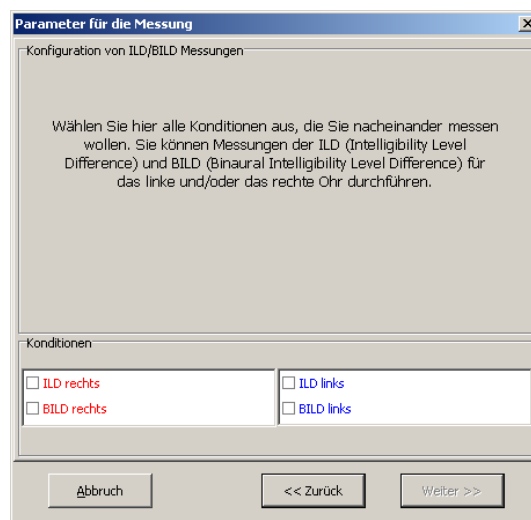 Parameter für die Messung
Konfiguration von ILD/BILD Messungen
Wählen Sie hier alle Konditionen aus, die Sie nacheinander messen
wollen. Sie können Messungen der ILD (Intelligibility Level
Difference) und BILD (Binaural Intelligibility Level Difference) für
das linke und/oder das rechte Ohr durchführen.
Konditionen
ILD rechts
ILD links
BILD rechts
BILD links
Abbruch
<< Zurück
Weiter >>